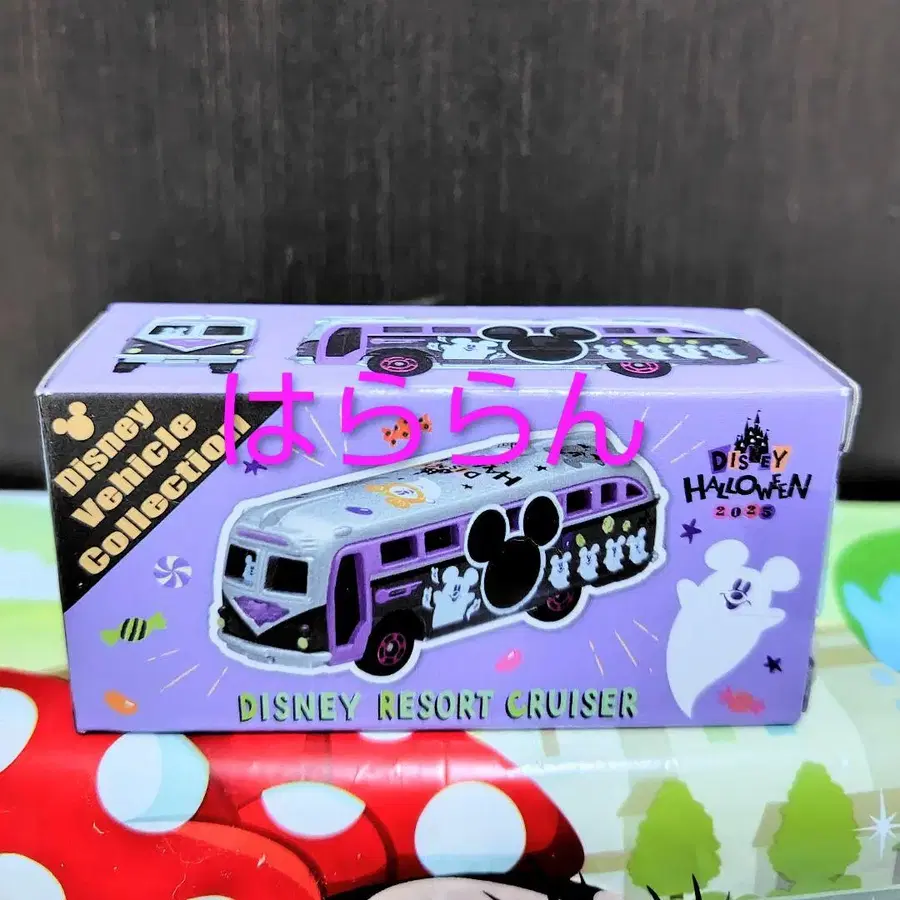 Disney
Vehicle
Collection
はららん
DISNEY
HALLOWEEN
2025
DISNEY RESORT CRUISER